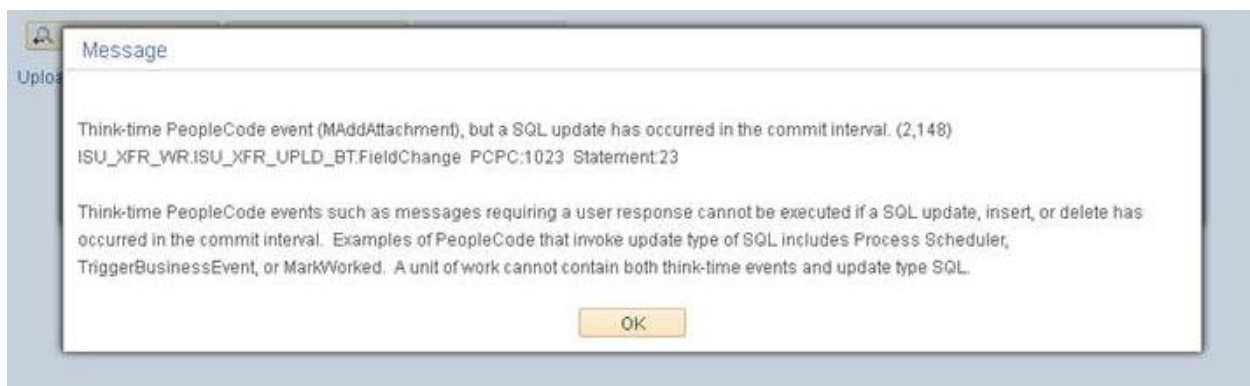 Message
Uploa
Think-time PeopleCode event (MAddAttachment), but a SQL update has occurred in the commit interval. (2,148)
ISU_XFR_WR.ISU_XFR_UPLD_BT.FieldChange PCPC:1023 Statement:23
Think-time PeopleCode events such as messages requiring a user response cannot be executed if a SQL update, insert, or delete has
occurred in the commit interval. Examples of PeopleCode that invoke update type of SQL includes Process Scheduler,
TriggerBusinessEvent, or MarkWorked. A unit of work cannot contain both think-time events and update type SQL.
OK